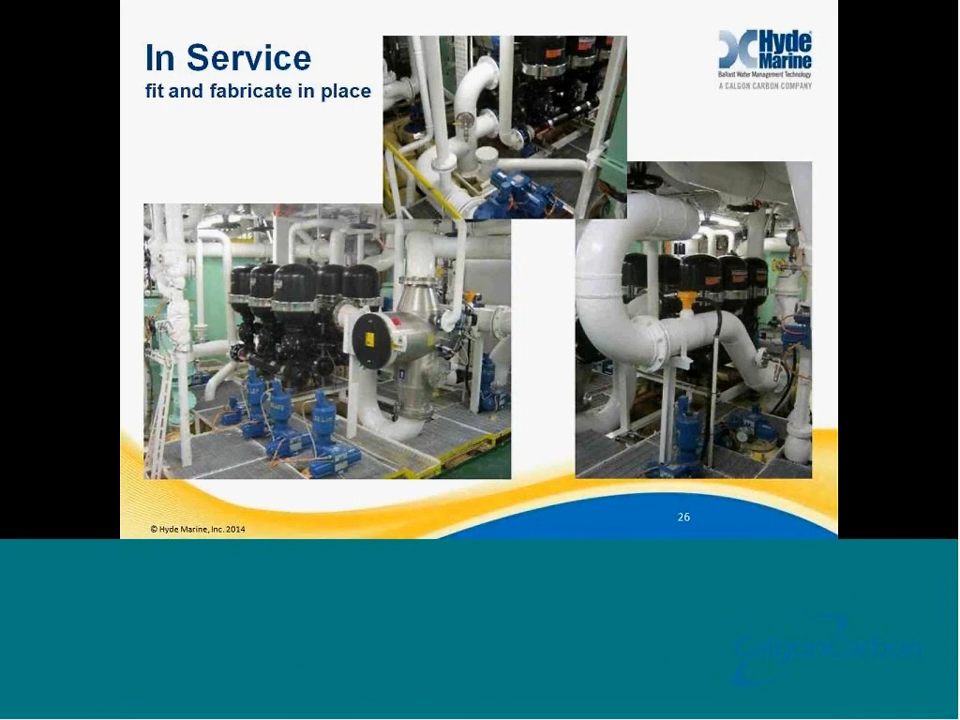 In Service
fit and fabricate in place
Hyde
Marine
Ballast Water Management Technology
A CALGON CARBON COMPANY
26
© Hyde Marine, Inc. 2014
CalgonCarbon